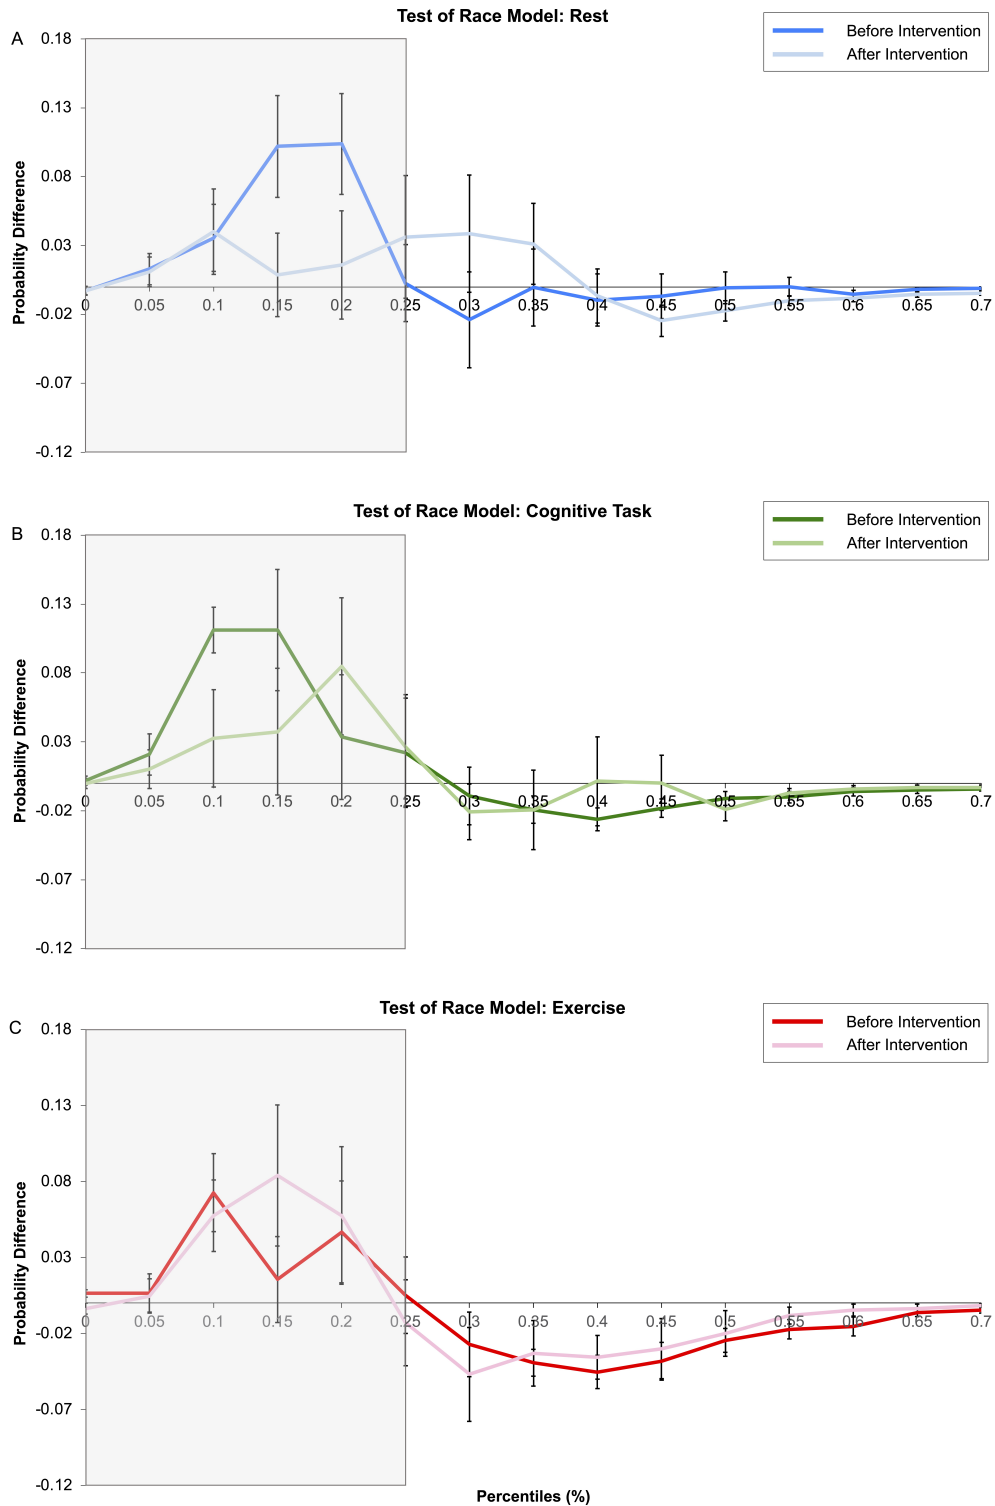 Test of Race Model: Rest
A
Before Intervention
After Intervention
0.18
0.13
0.08
0.03
-0.02
-0.07
-0.12
Probability Difference
0 0.05 0.1 0.15 0.2 0.25 0.3 0.35 0.4 0.45 0.5 0.55 0.6 0.65 0.7
Test of Race Model: Cognitive Task
B
Before Intervention
After Intervention
0.18
0.13
0.08
0.03
-0.02
-0.07
-0.12
Probability Difference
0 0.05 0.1 0.15 0.2 0.25 0.3 0.35 0.4 0.45 0.5 0.55 0.6 0.65 0.7
Test of Race Model: Exercise
C
Before Intervention
After Intervention
0.18
0.13
0.08
0.03
-0.02
-0.07
-0.12
Probability Difference
0 0.05 0.1 0.15 0.2 0.25 0.3 0.35 0.4 0.45 0.5 0.55 0.6 0.65 0.7
Percentiles (%)